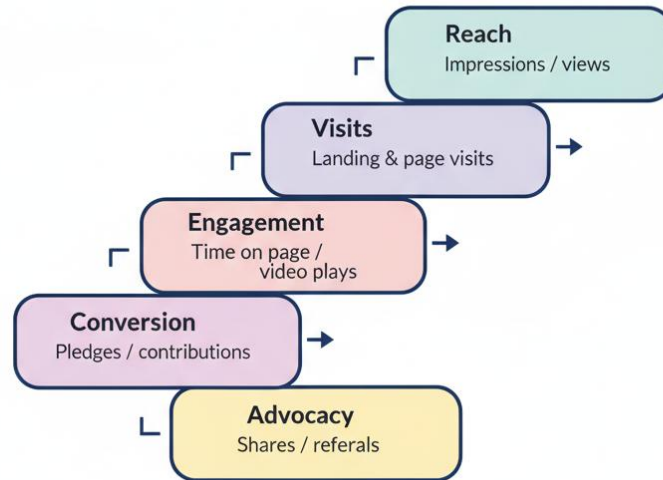 Reach
Impressions / views
Visits
Landing & page visits
Engagement
Time on page /
video plays
Conversion
Pledges / contributions
Advocacy
Shares / referals